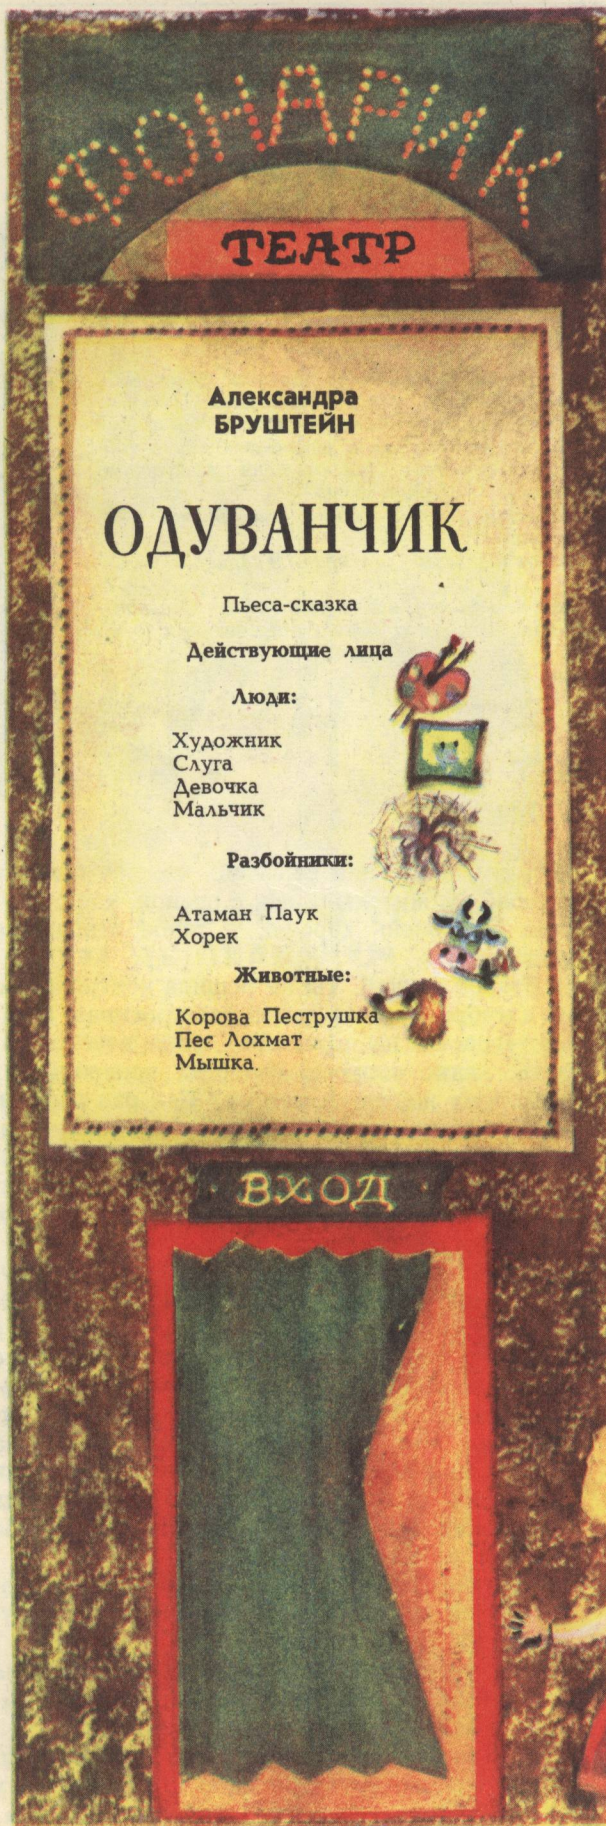 ФОНАРИК
ТЕАТР
Александра
БРУШТЕЙН
ОДУВАНЧИК
Пьеса-сказка
Действующие лица
Люди:
Художник
Слуга
Девочка
Мальчик
Разбойники:
Атаман Паук
Хорек
Животные:
Корова Пеструшка
Пес Лохмат
Мышка.
ВХОД